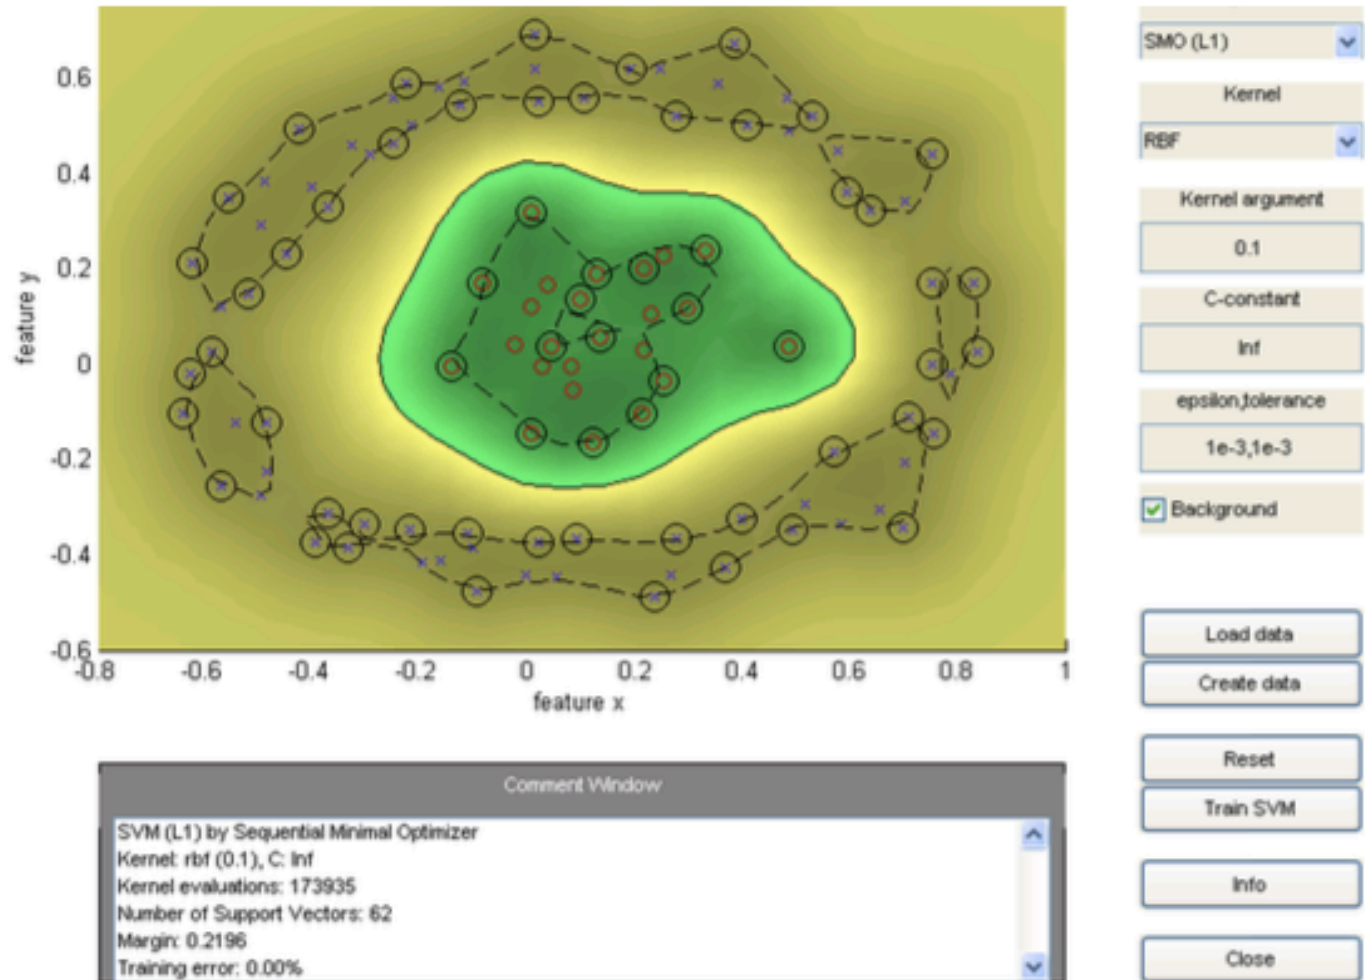 SMO (L1)
Kernel
RBF
Kernel argument
0.1
C-constant
Inf
epsilon,tolerance
1e-3,1e-3
Background
Load data
Create data
Reset
Train SVM
Info
Close
feature y
0.6
0.4
0.2
0
-0.2
-0.4
-0.6
-0.8 -0.6 -0.4 -0.2 0 0.2 0.4 0.6 0.8 1
feature x
Comment Window
SVM (L1) by Sequential Minimal Optimizer
Kernel: rbf (0.1), C: Inf
Kernel evaluations: 173935
Number of Support Vectors: 62
Margin: 0.2196
Training error: 0.00%